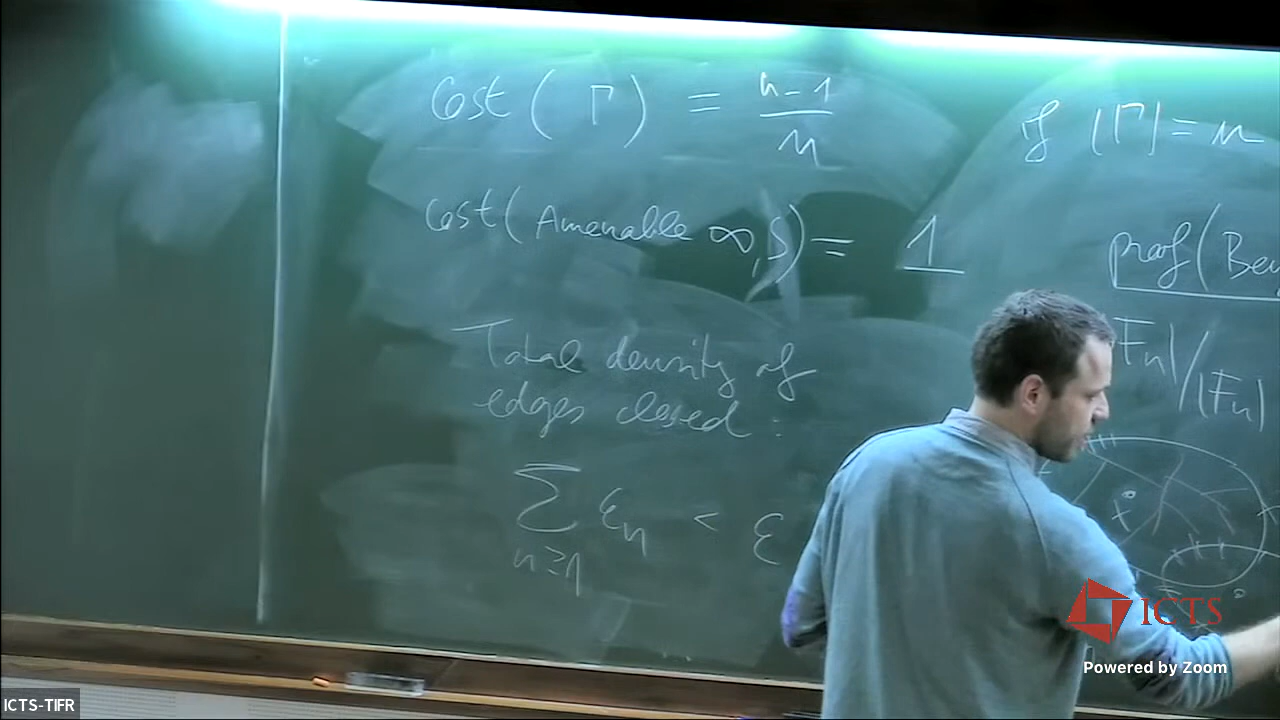 Cost ( Γ ) = n-1/n if |Γ| = n
Cost( Amenable ∞, S) = 1
proof (Ben
Total density of
edges closed :
∑ εn < ε
n≥1
Fn| / |Fn|
ICTS
Powered by Zoom
ICTS-TIFR